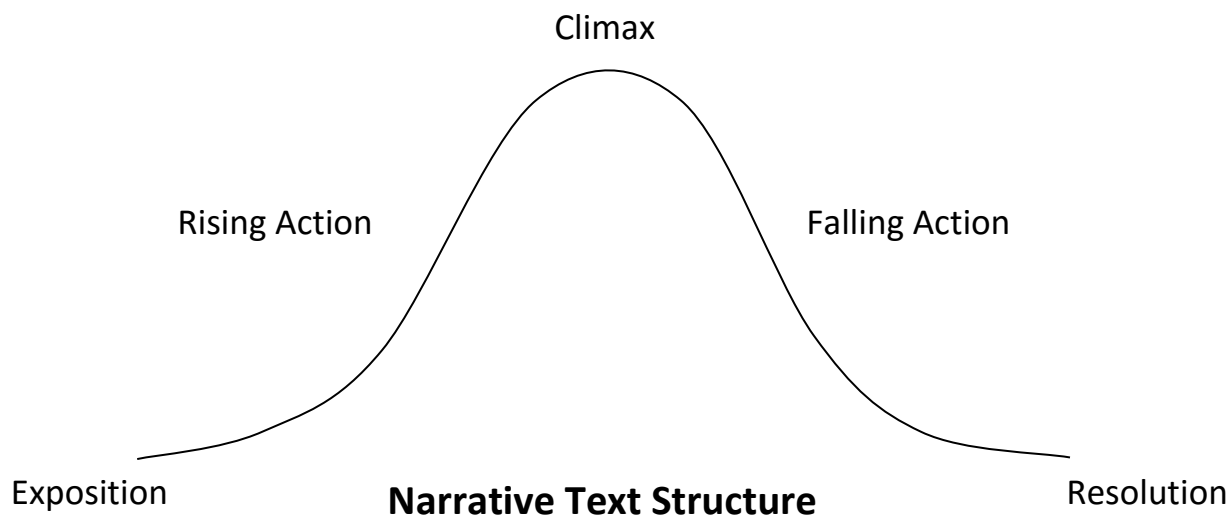 Climax
Rising Action
Falling Action
Exposition
Narrative Text Structure
Resolution